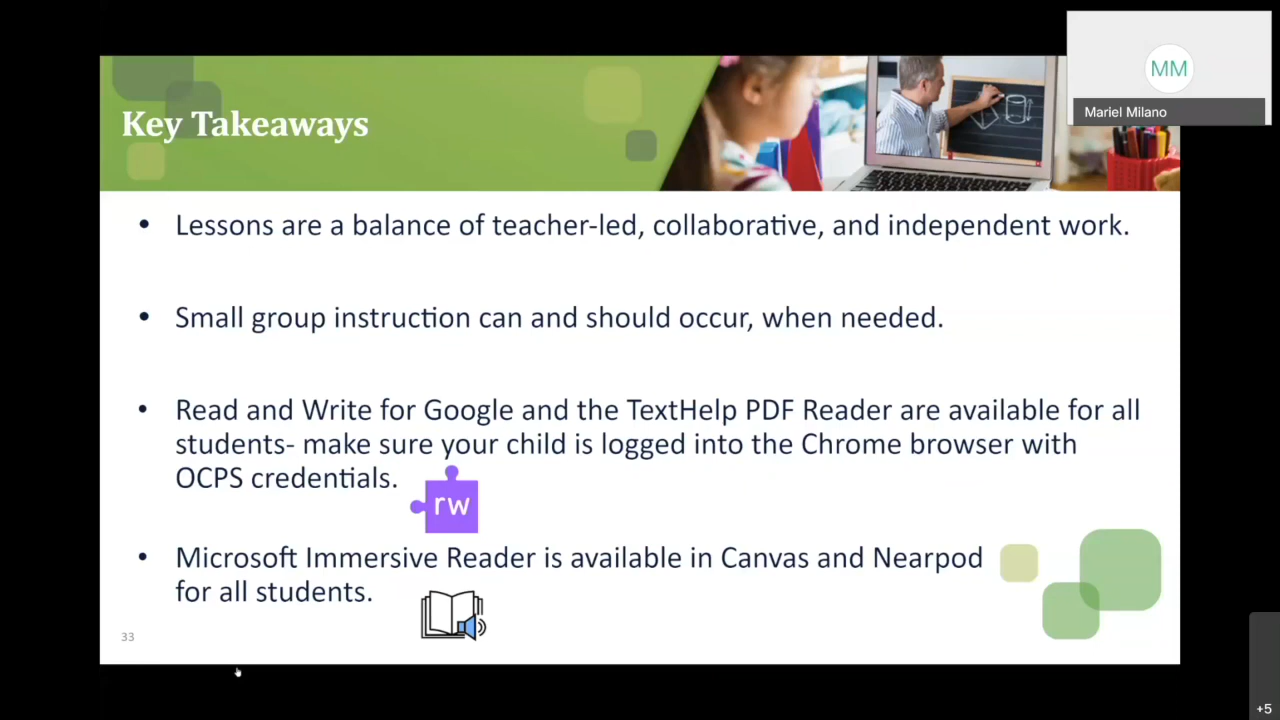 MM
Mariel Milano
Key Takeaways
• Lessons are a balance of teacher-led, collaborative, and independent work.
• Small group instruction can and should occur, when needed.
• Read and Write for Google and the TextHelp PDF Reader are available for all
students- make sure your child is logged into the Chrome browser with
OCPS credentials.
rw
• Microsoft Immersive Reader is available in Canvas and Nearpod
for all students.
33
+5